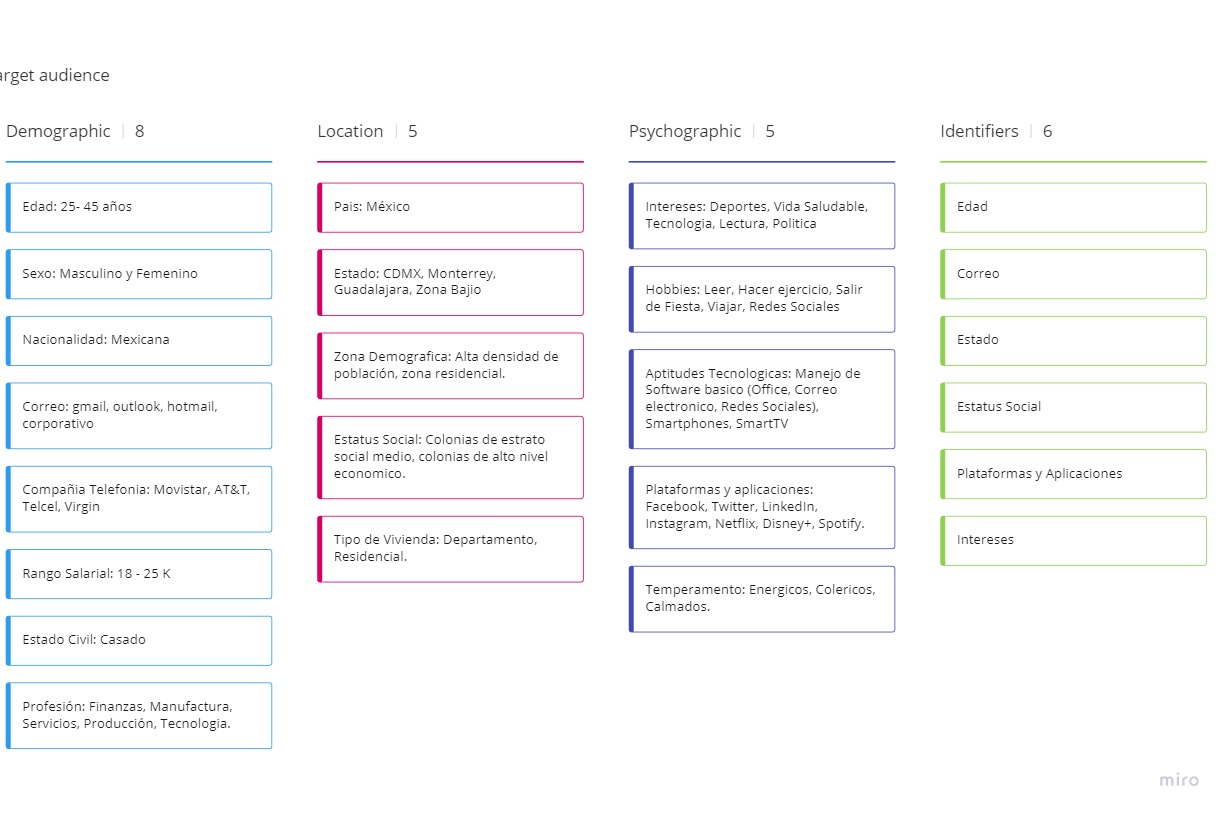 arget audience
Demographic | 8
Edad: 25- 45 años
Sexo: Masculino y Femenino
Nacionalidad: Mexicana
Correo: gmail, outlook, hotmail,
corporativo
Compañia Telefonia: Movistar, AT&T,
Telcel, Virgin
Rango Salarial: 18 - 25 K
Estado Civil: Casado
Profesión: Finanzas, Manufactura,
Servicios, Producción, Tecnologia.
Location | 5
Pais: México
Estado: CDMX, Monterrey,
Guadalajara, Zona Bajio
Zona Demografica: Alta densidad de
población, zona residencial.
Estatus Social: Colonias de estrato
social medio, colonias de alto nivel
economico.
Tipo de Vivienda: Departamento,
Residencial.
Psychographic | 5
Intereses: Deportes, Vida Saludable,
Tecnologia, Lectura, Politica
Hobbies: Leer, Hacer ejercicio, Salir
de Fiesta, Viajar, Redes Sociales
Aptitudes Tecnologicas: Manejo de
Software basico (Office, Correo
electronico, Redes Sociales),
Smartphones, SmartTV
Plataformas y aplicaciones:
Facebook, Twitter, LinkedIn,
Instagram, Netflix, Disney+, Spotify.
Temperamento: Energicos, Colericos,
Calmados.
Identifiers | 6
Edad
Correo
Estado
Estatus Social
Plataformas y Aplicaciones
Intereses
miro